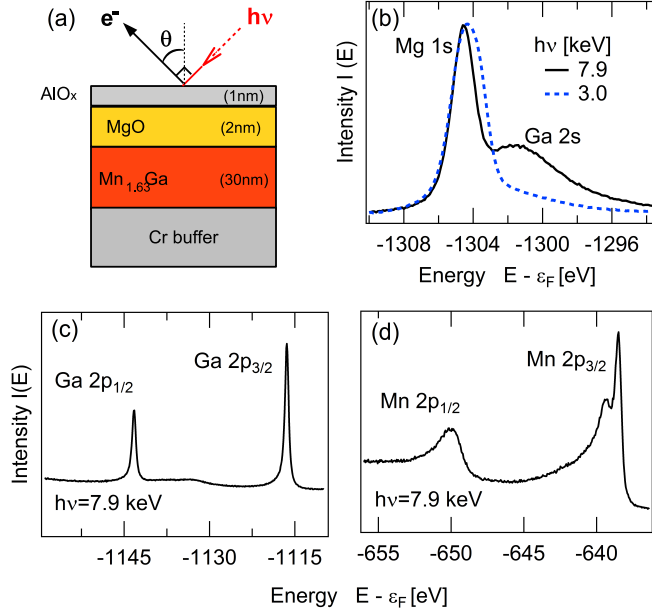 (a)
e⁻
θ
hν
AlOₓ
(1nm)
MgO
(2nm)
Mn₁.₆₃Ga
(30nm)
Cr buffer
(b)
Mg 1s
hν [keV]
7.9
3.0
Ga 2s
Intensity I (E)
-1308 -1304 -1300 -1296
Energy E - εF [eV]
(c)
Ga 2p₁/₂
Ga 2p₃/₂
hν=7.9 keV
Intensity I(E)
-1145 -1130 -1115
(d)
Mn 2p₁/₂
Mn 2p₃/₂
hν=7.9 keV
-655 -650 -645 -640
Energy E - εF [eV]